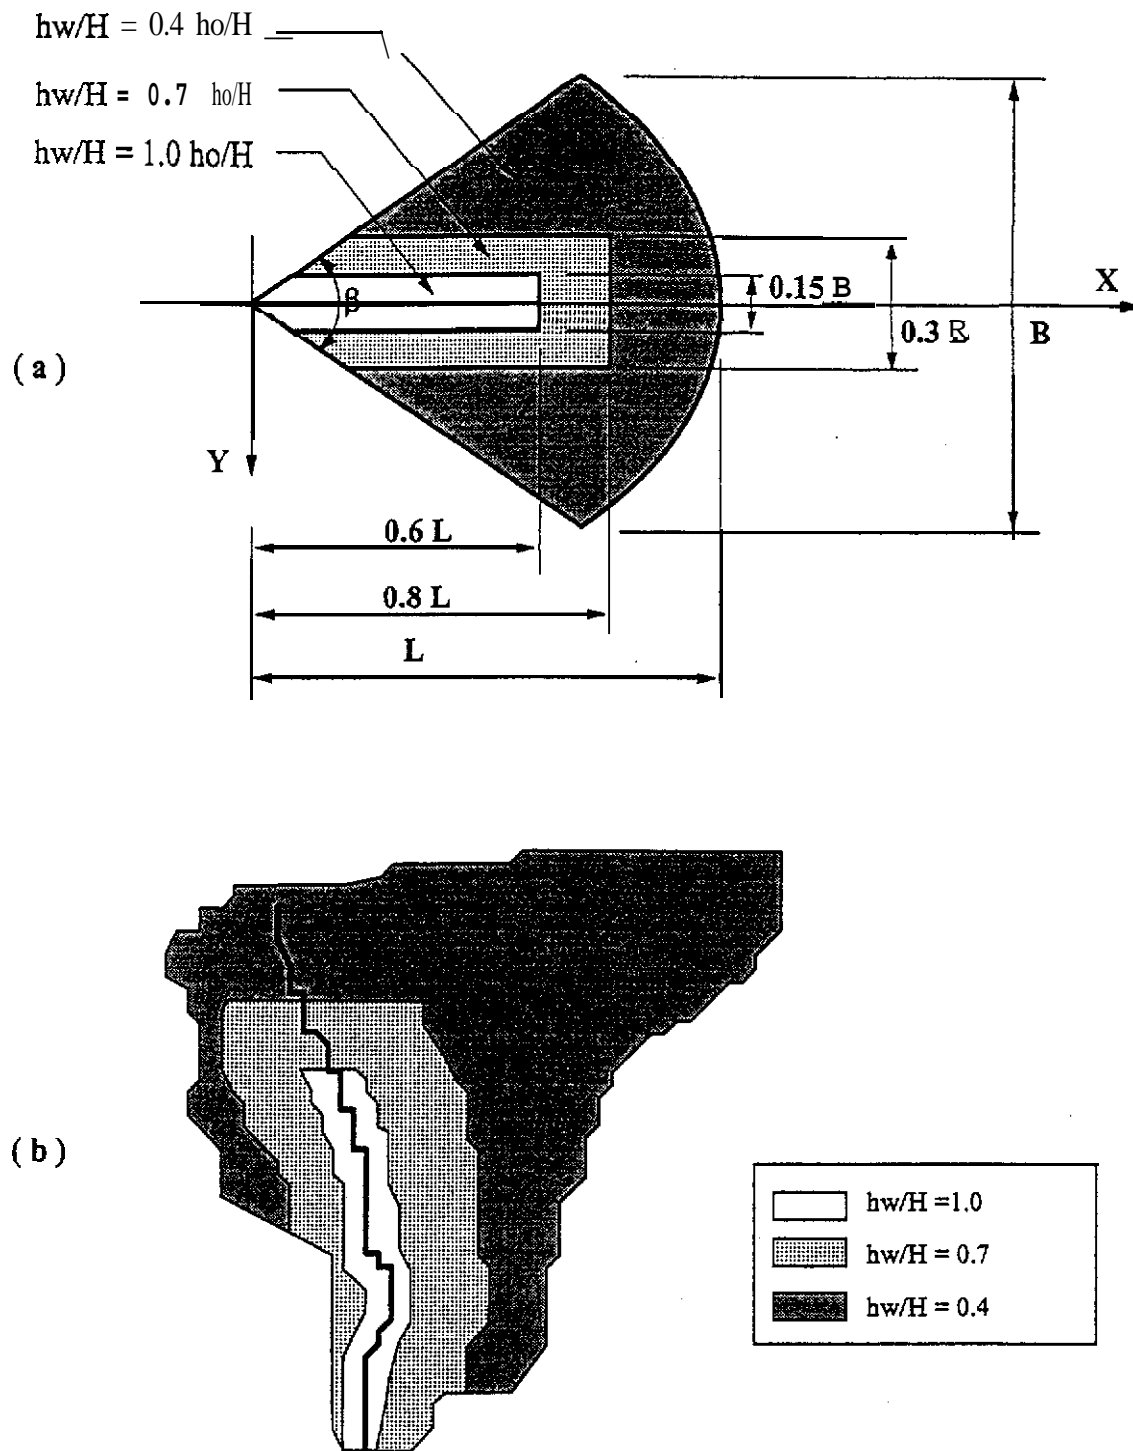 hw/H = 0.4 ho/H
hw/H = 0.7 ho/H
hw/H = 1.0 ho/H
β
X
0.15 B
0.3 B
B
(a)
Y
0.6 L
0.8 L
L
(b)
hw/H =1.0
hw/H = 0.7
hw/H = 0.4